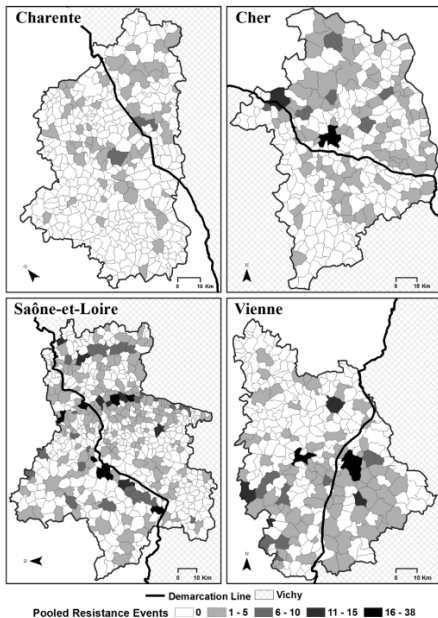 Charente
Cher
N
0 10 Km
N
0 10 Km
Saône-et-Loire
Vienne
N
0 10 Km
N
0 10 Km
Demarcation Line Vichy
Pooled Resistance Events 0 1 - 5 6 - 10 11 - 15 16 - 38